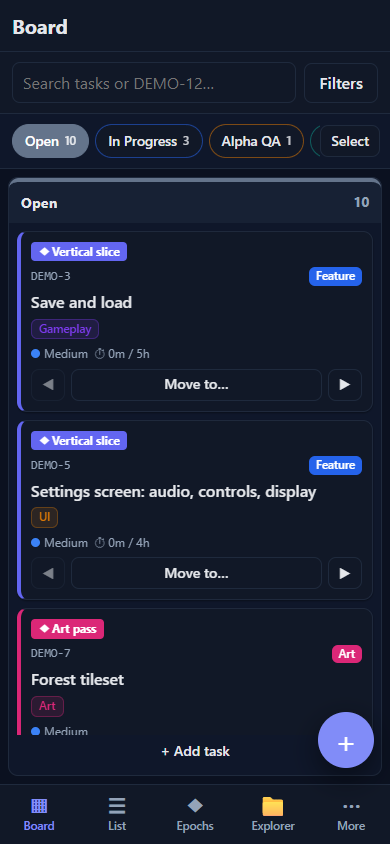 Board
Search tasks or DEMO-12...
Filters
Open 10
In Progress 3
Alpha QA 1
Select
Open 10
Vertical slice
DEMO-3 Feature
Save and load
Gameplay
Medium 0m / 5h
Move to...
Vertical slice
DEMO-5 Feature
Settings screen: audio, controls, display
UI
Medium 0m / 4h
Move to...
Art pass
DEMO-7 Art
Forest tileset
Art
Medium
+ Add task
+
Board List Epochs Explorer More